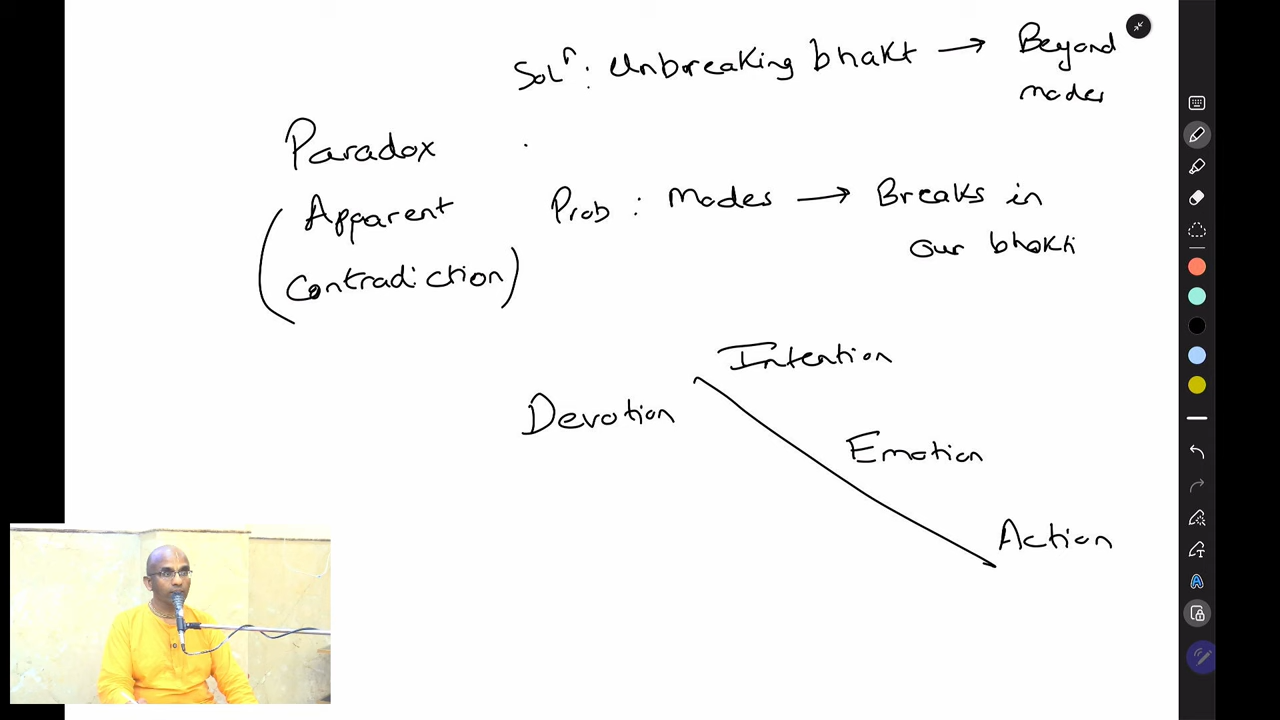 Solⁿ: Unbreaking bhakti → Beyond
modes
Paradox
(Apparent
Contradiction)
Prob : Modes → Breaks in
our bhakti
Intention
Devotion
Emotion
Action